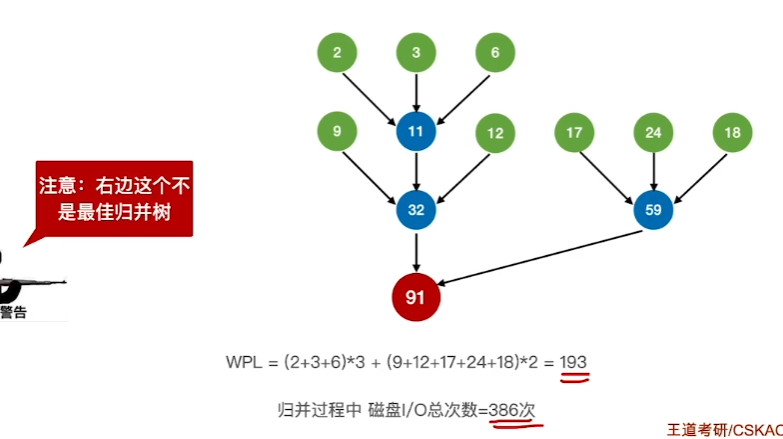 2 3 6
9 11 12 17 24 18
注意：右边这个不
是最佳归并树
32 59
91
警告
WPL = (2+3+6)*3 + (9+12+17+24+18)*2 = 193
归并过程中 磁盘I/O总次数=386次
王道考研/CSKAO